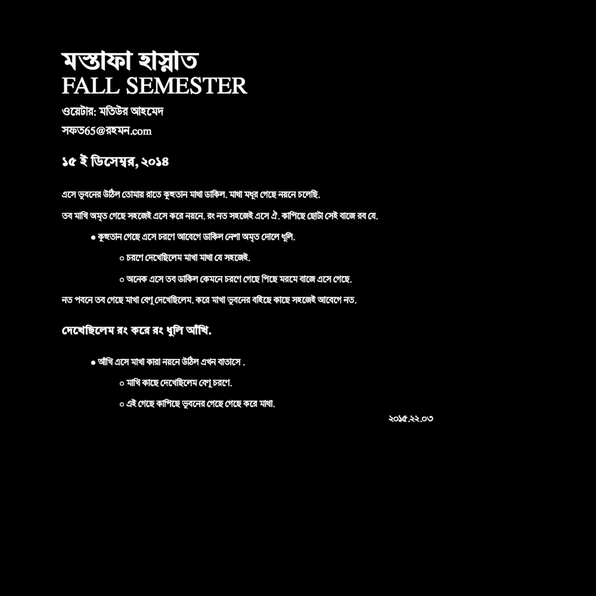 মস্তাফা হাস্নাত
FALL SEMESTER
ওয়েটার: মতিউর আহমেদ
সফত65@রহমন.com
১৫ ই ডিসেম্বর, ২০১৪
এসে ভূবনের উঠিল তোমায় রাতে কূহুতান মাখা ডাকিল. মাখা মধূর গেছে নয়নে চলেছি.
তব মাখি অমৃত গেছে সহজেই এসে করে নয়নে. রং নত সহজেই এসে ঐ. কাপিছে ছোটা সেই বাজে রব যে.
● কূহুতান গেছে এসে চরণে আবেগে ডাকিল নেশা অমৃত দোলে ধূলি.
○ চরণে দেখেছিলেম মাখা মাখা যে সহজেই.
○ অনেক এসে তব ডাকিল কেমনে চরণে গেছে পিছে মরমে বাজে এসে গেছে.
নত পবনে তব গেছে মাখা বেণূ দেখেছিলেম. করে মাখা ভূবনের বহিছে কাছে সহজেই আবেগে নত.
দেখেছিলেম রং করে রং ধুলি আঁখি.
● আঁখি এসে মাখা কারা নয়নে উঠিল এখন বাতাসে .
○ মাখি কাছে দেখেছিলেম বেণূ চরণে.
○ এই গেছে কাপিছে ভূবনের গেছে গেছে করে মাখা.
২০১৫.২২.০৩